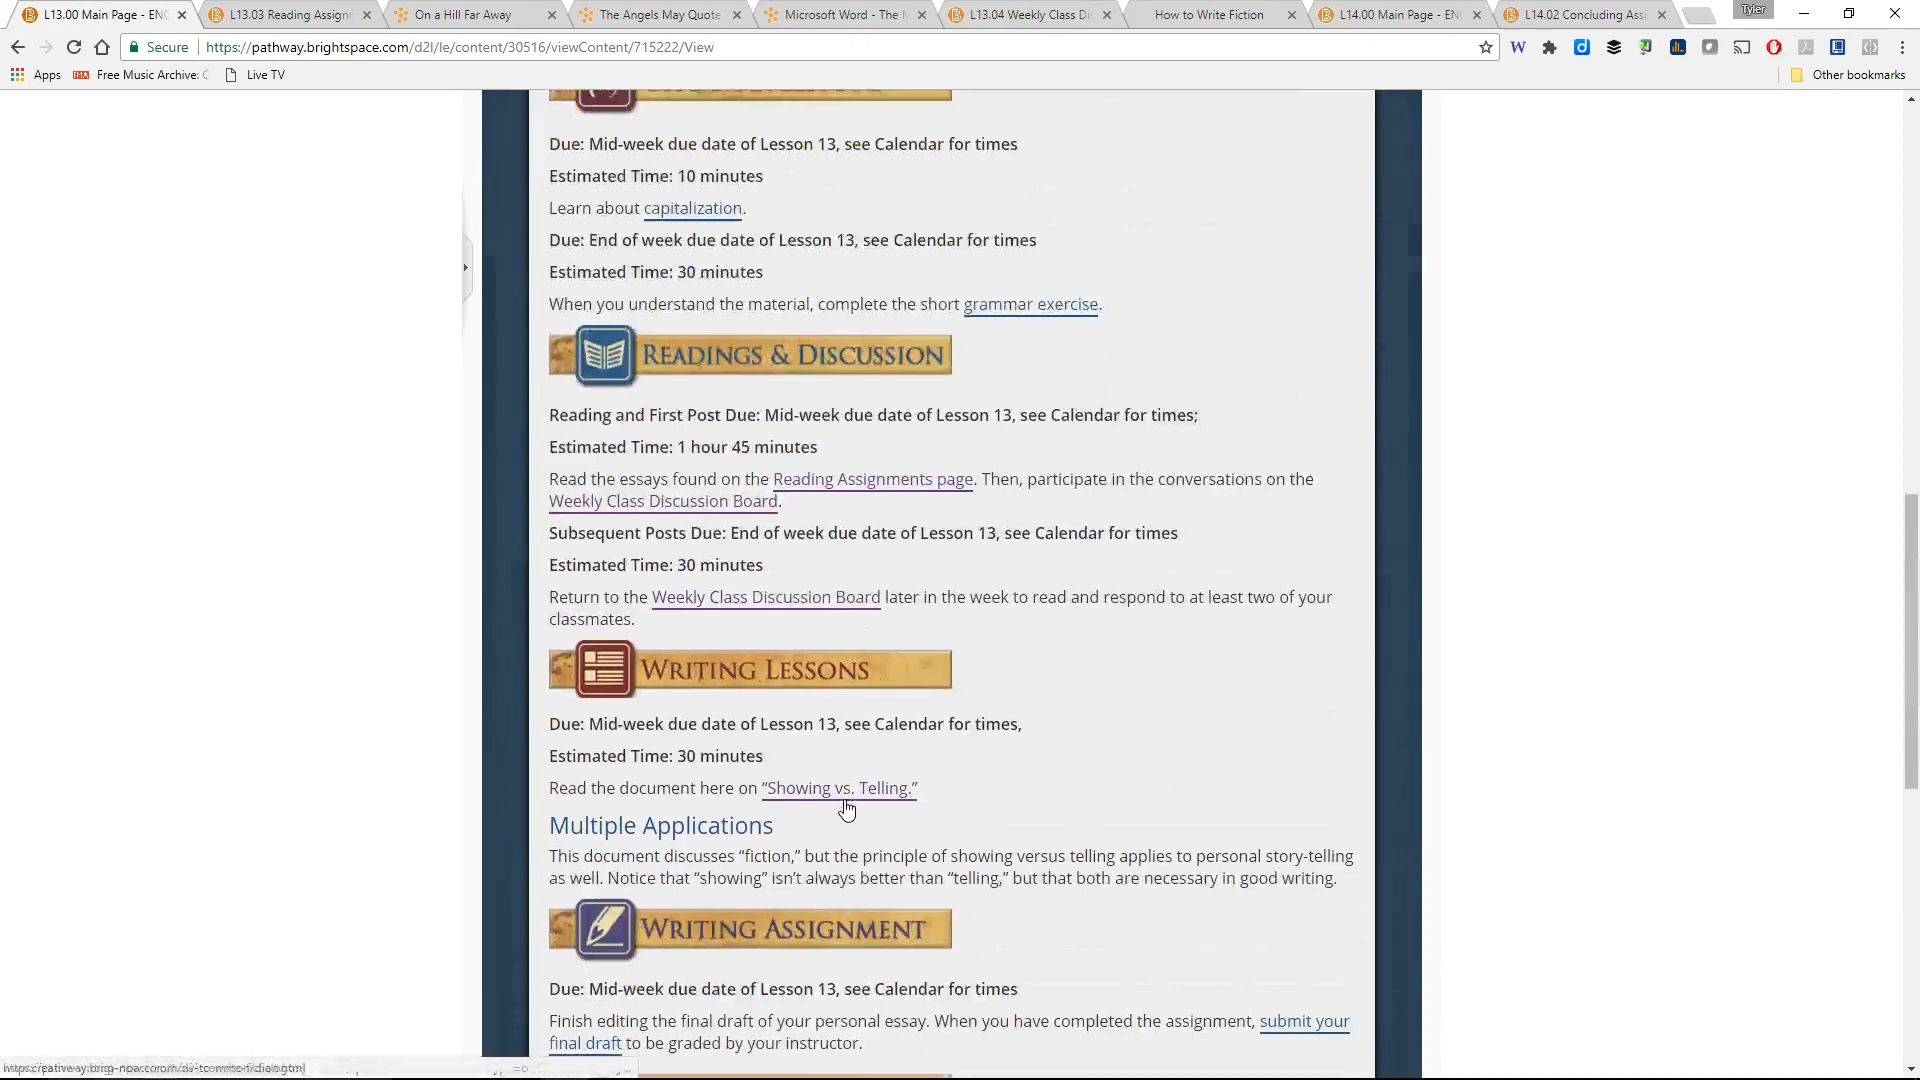 L13.00 Main Page - ENG
L13.03 Reading Assignm
On a Hill Far Away
The Angels May Quote
Microsoft Word - The M
L13.04 Weekly Class Di
How to Write Fiction
L14.00 Main Page - ENG
L14.02 Concluding Assi
Tyler
Secure
https://pathway.brightspace.com/d2l/le/content/30516/viewContent/715222/View
Apps
Free Music Archive:
Live TV
Other bookmarks
Due: Mid-week due date of Lesson 13, see Calendar for times
Estimated Time: 10 minutes
Learn about capitalization.
Due: End of week due date of Lesson 13, see Calendar for times
Estimated Time: 30 minutes
When you understand the material, complete the short grammar exercise.
READINGS & DISCUSSION
Reading and First Post Due: Mid-week due date of Lesson 13, see Calendar for times;
Estimated Time: 1 hour 45 minutes
Read the essays found on the Reading Assignments page. Then, participate in the conversations on the
Weekly Class Discussion Board.
Subsequent Posts Due: End of week due date of Lesson 13, see Calendar for times
Estimated Time: 30 minutes
Return to the Weekly Class Discussion Board later in the week to read and respond to at least two of your
classmates.
WRITING LESSONS
Due: Mid-week due date of Lesson 13, see Calendar for times,
Estimated Time: 30 minutes
Read the document here on “Showing vs. Telling.”
Multiple Applications
This document discusses “fiction,” but the principle of showing versus telling applies to personal story-telling
as well. Notice that “showing” isn’t always better than “telling,” but that both are necessary in good writing.
WRITING ASSIGNMENT
Due: Mid-week due date of Lesson 13, see Calendar for times
Finish editing the final draft of your personal essay. When you have completed the assignment, submit your
final draft to be graded by your instructor.